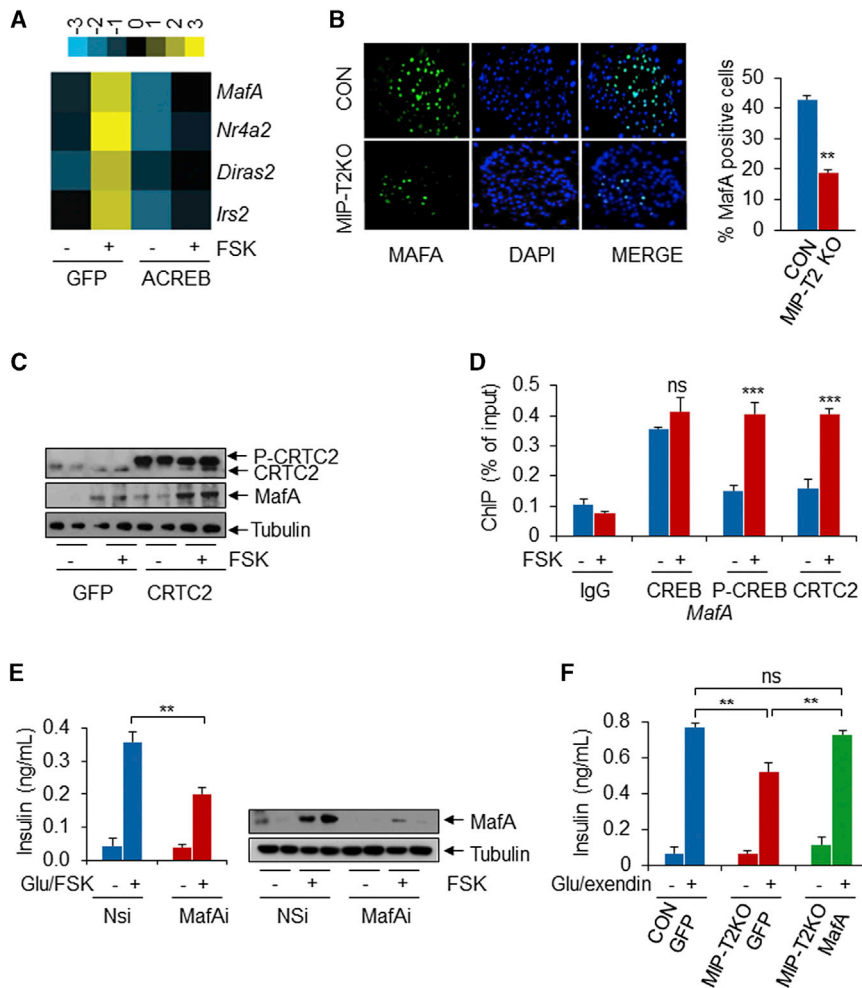 A
-3 -2 -1 0 1 2 3
MafA
Nr4a2
Diras2
Irs2
- + - + FSK
GFP ACREB
B
CON
MIP-T2KO
MAFA DAPI MERGE
% MafA positive cells
50
40
30
20
10
0
**
CON
MIP-T2 KO
C
P-CRTC2
CRTC2
MafA
Tubulin
- + - + FSK
GFP CRTC2
D
ChIP (% of input)
0.5
0.4
0.3
0.2
0.1
0
ns *** ***
FSK - + - + - + - +
IgG CREB P-CREB CRTC2
MafA
E
Insulin (ng/mL)
0.4
0.3
0.2
0.1
0.0
**
Glu/FSK - + - +
Nsi MafAi
MafA
Tubulin
- + - + FSK
NSi MafAi
F
Insulin (ng/mL)
0.8
0.6
0.4
0.2
0
ns
** **
Glu/exendin - + - + - +
CON GFP
MIP-T2KO GFP
MIP-T2KO MafA